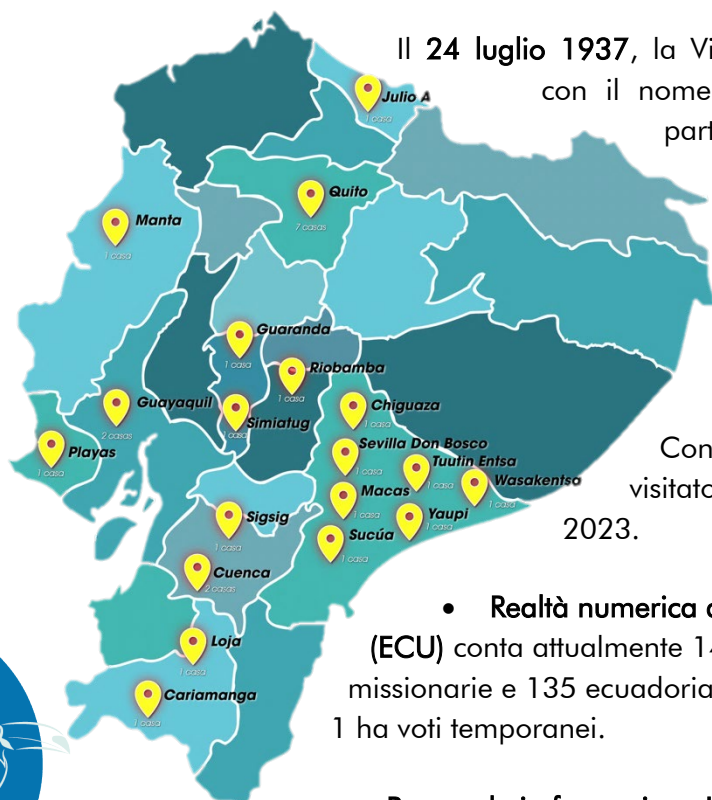 Il 24 luglio 1937, la Vi
con il nome
part
Julio A
1 casa
Quito
7 casas
Manta
1 casa
Guaranda
1 casa
Riobamba
1 casa
Guayaquil
2 casas
Simiatug
1 casa
Chiguaza
1 casa
Playas
1 casa
Sevilla Don Bosco
1 casa
Tuutin Entsa
1 casa
Wasakentsa
1 casa
Macas
1 casa
Yaupi
1 casa
Sigsig
1 casa
Sucúa
1 casa
Cuenca
2 casas
Loja
1 casa
Cariamanga
1 casa
Con
visitato
2023.
• Realtà numerica
(ECU) conta attualmente 14
missionarie e 135 ecuadoria
1 ha voti temporanei.